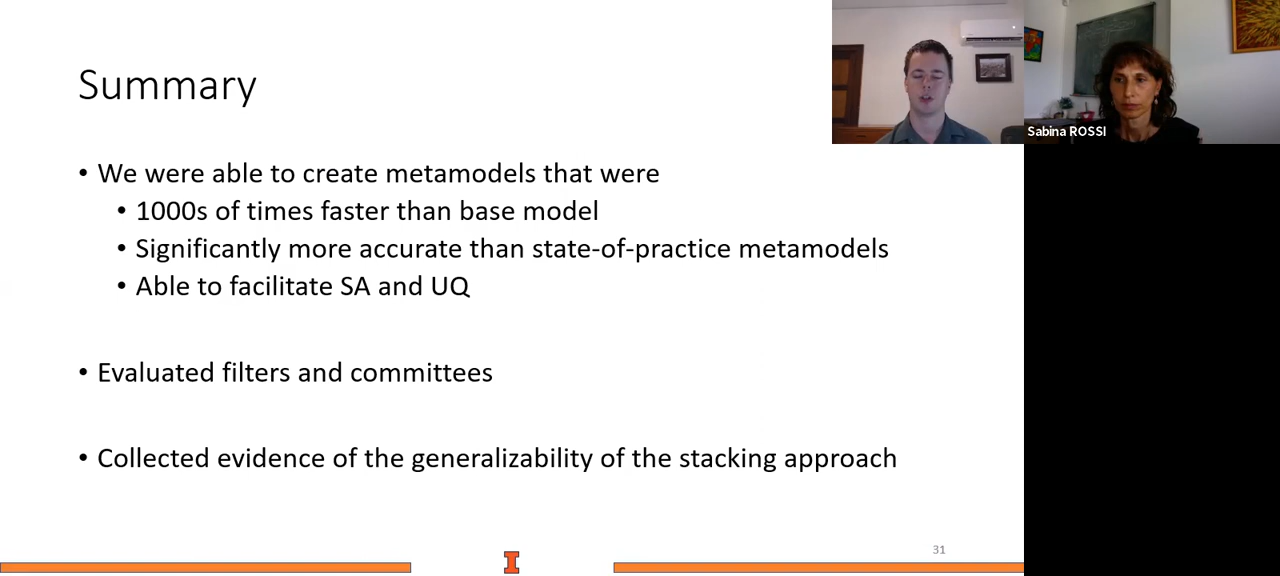 Summary
Sabina ROSSI
• We were able to create metamodels that were
• 1000s of times faster than base model
• Significantly more accurate than state-of-practice metamodels
• Able to facilitate SA and UQ
• Evaluated filters and committees
• Collected evidence of the generalizability of the stacking approach
31
I